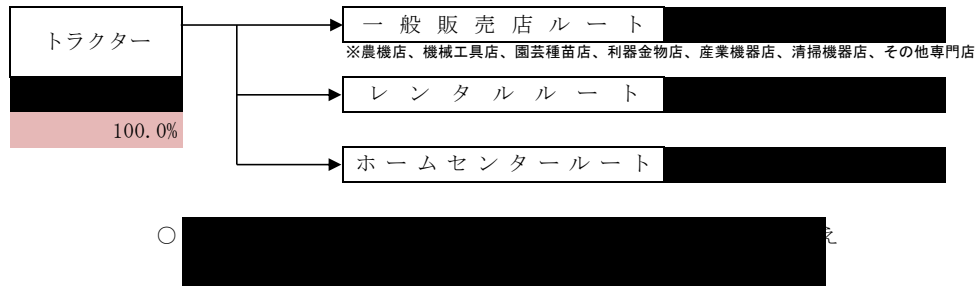 トラクター
100.0%
一般販売店ルート
※農機店、機械工具店、園芸種苗店、利器金物店、産業機器店、清掃機器店、その他専門店
レンタルルート
ホームセンタールート
○